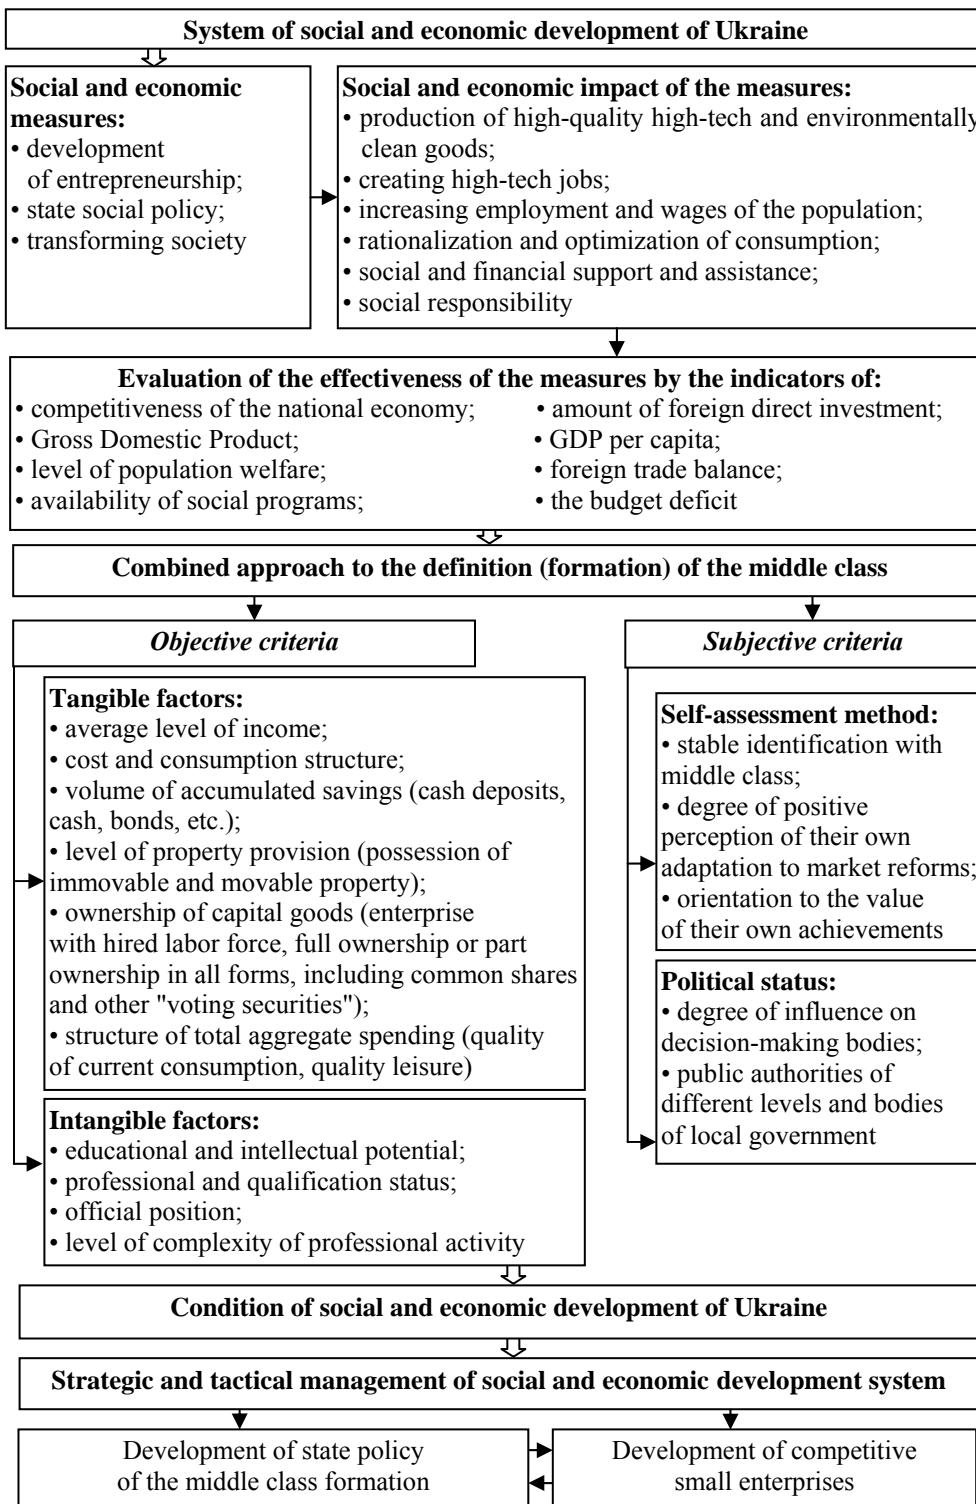 System of social and economic development of Ukraine
Social and economic
measures:
• development
of entrepreneurship;
• state social policy;
• transforming society
Social and economic impact of the measures:
• production of high-quality high-tech and environmentally
clean goods;
• creating high-tech jobs;
• increasing employment and wages of the population;
• rationalization and optimization of consumption;
• social and financial support and assistance;
• social responsibility
Evaluation of the effectiveness of the measures by the indicators of:
• competitiveness of the national economy;
• Gross Domestic Product;
• level of population welfare;
• availability of social programs;
• amount of foreign direct investment;
• GDP per capita;
• foreign trade balance;
• the budget deficit
Combined approach to the definition (formation) of the middle class
Objective criteria
Tangible factors:
• average level of income;
• cost and consumption structure;
• volume of accumulated savings (cash deposits,
cash, bonds, etc.);
• level of property provision (possession of
immovable and movable property);
• ownership of capital goods (enterprise
with hired labor force, full ownership or part
ownership in all forms, including common shares
and other "voting securities");
• structure of total aggregate spending (quality
of current consumption, quality leisure)
Intangible factors:
• educational and intellectual potential;
• professional and qualification status;
• official position;
• level of complexity of professional activity
Subjective criteria
Self-assessment method:
• stable identification with
middle class;
• degree of positive
perception of their own
adaptation to market reforms;
• orientation to the value
of their own achievements
Political status:
• degree of influence on
decision-making bodies;
• public authorities of
different levels and bodies
of local government
Condition of social and economic development of Ukraine
Strategic and tactical management of social and economic development system
Development of state policy
of the middle class formation
Development of competitive
small enterprises